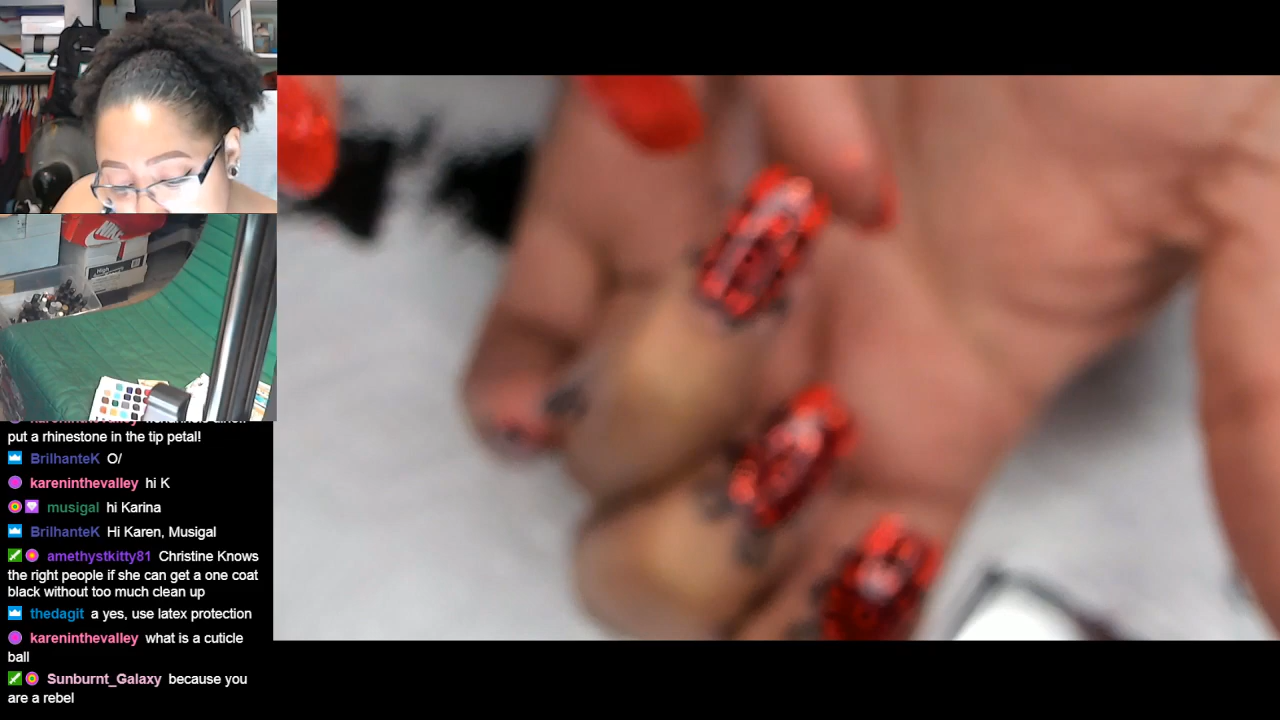 put a rhinestone in the tip petal!
BrilhanteK O/
kareninthevalley hi K
musigal hi Karina
BrilhanteK Hi Karen, Musigal
amethystkitty81 Christine Knows
the right people if she can get a one coat
black without too much clean up
thedagit a yes, use latex protection
kareninthevalley what is a cuticle
ball
Sunburnt_Galaxy because you
are a rebel